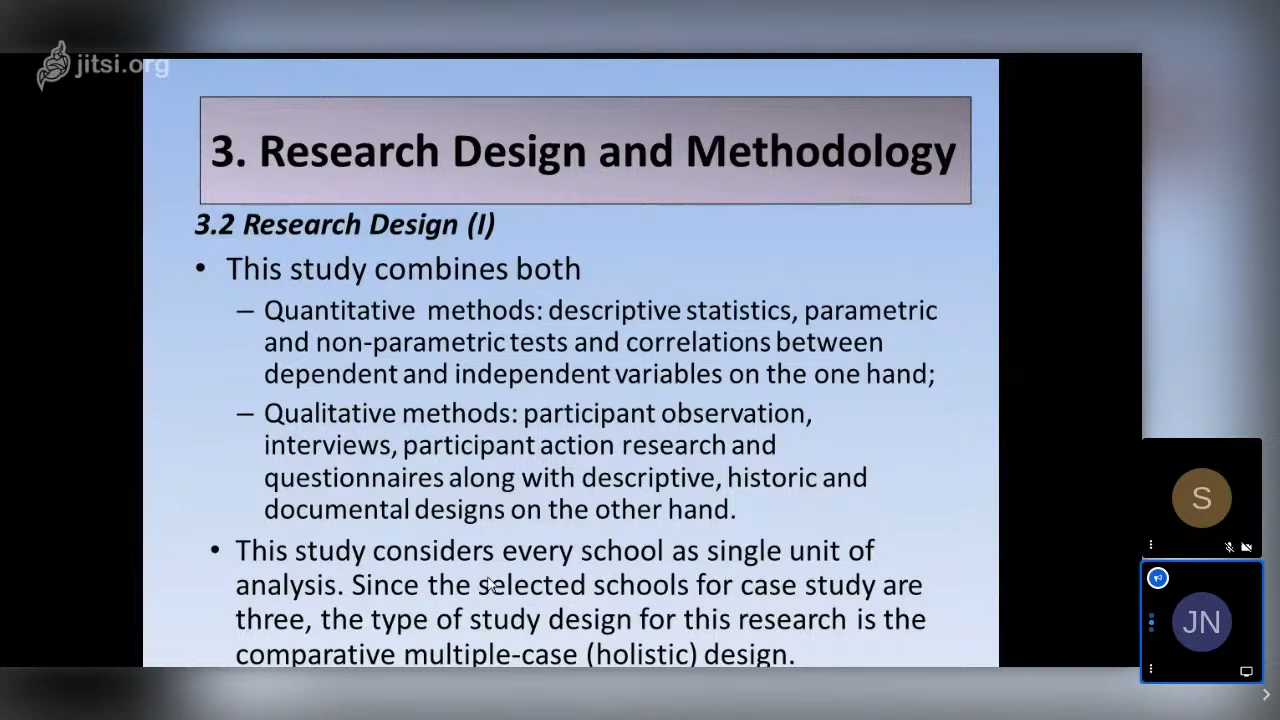 jitsi.org
3. Research Design and Methodology
3.2 Research Design (I)
• This study combines both
– Quantitative methods: descriptive statistics, parametric
and non-parametric tests and correlations between
dependent and independent variables on the one hand;
– Qualitative methods: participant observation,
interviews, participant action research and
questionnaires along with descriptive, historic and
documental designs on the other hand.
• This study considers every school as single unit of
analysis. Since the selected schools for case study are
three, the type of study design for this research is the
comparative multiple-case (holistic) design.
S
JN